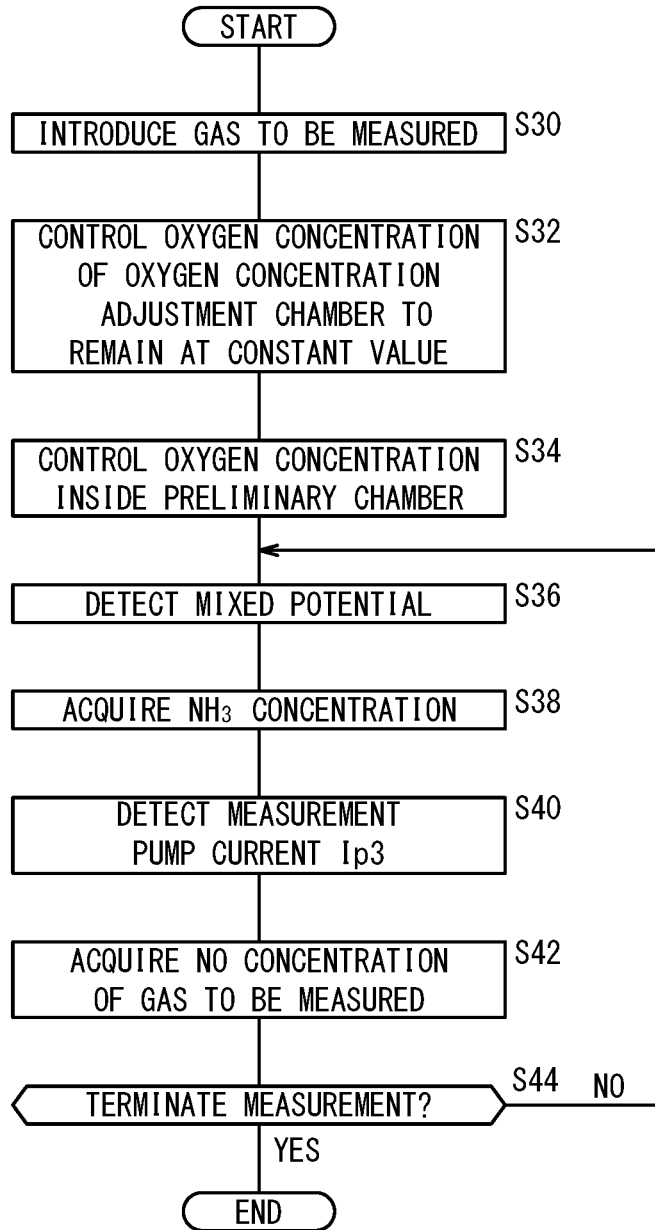 START
INTRODUCE GAS TO BE MEASURED
S30
CONTROL OXYGEN CONCENTRATION
OF OXYGEN CONCENTRATION
ADJUSTMENT CHAMBER TO
REMAIN AT CONSTANT VALUE
S32
CONTROL OXYGEN CONCENTRATION
INSIDE PRELIMINARY CHAMBER
S34
DETECT MIXED POTENTIAL
S36
ACQUIRE NH₃ CONCENTRATION
S38
DETECT MEASUREMENT
PUMP CURRENT Ip3
S40
ACQUIRE NO CONCENTRATION
OF GAS TO BE MEASURED
S42
TERMINATE MEASUREMENT?
S44
NO
YES
END